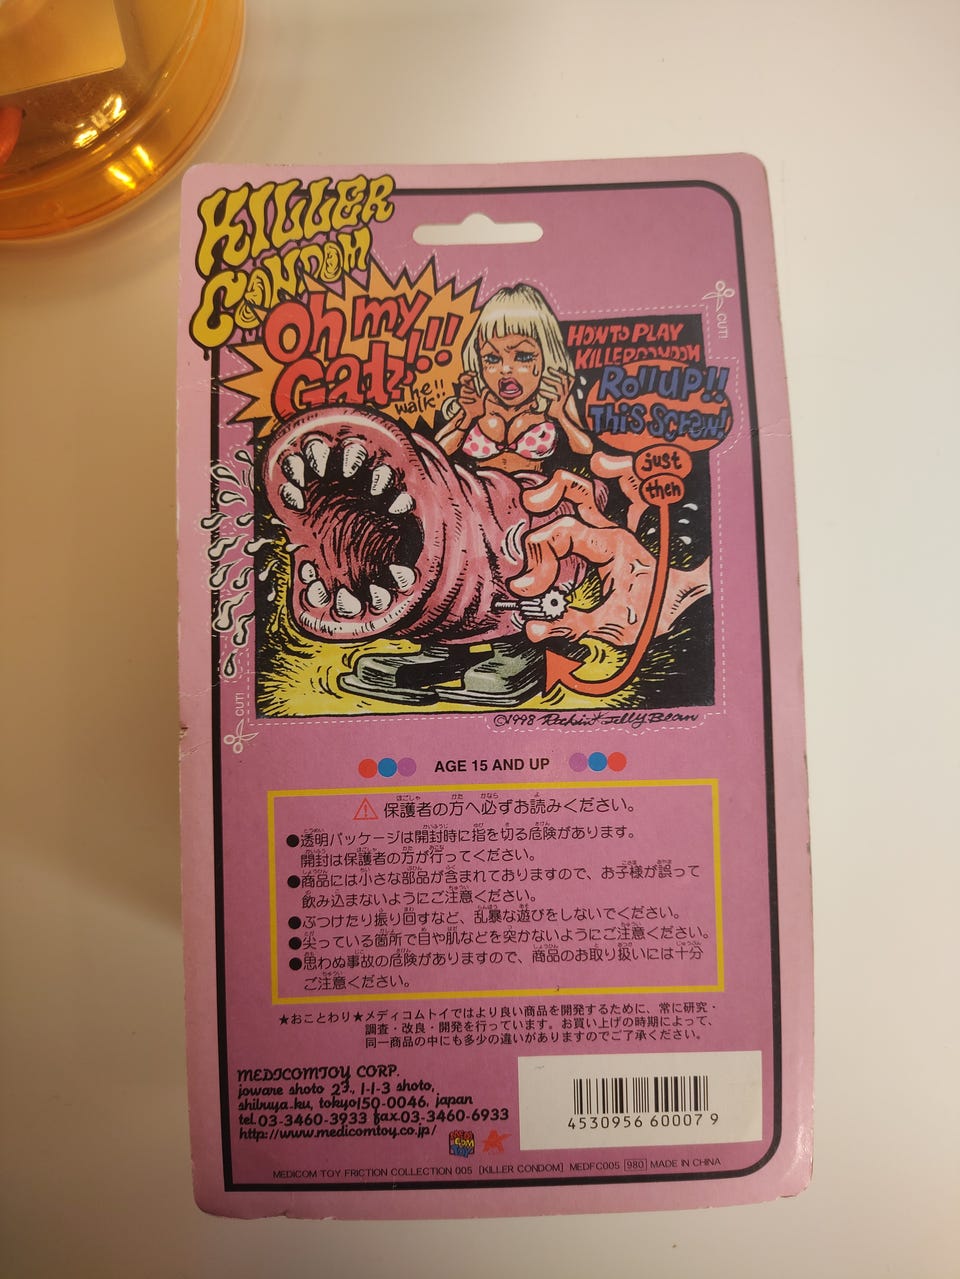 KILLER
CONDOM
Oh my
Gatz!!!
he!!
walk!!
HOW TO PLAY
KILLERCONDOM
Roll UP!!
This Screw!
just
then
CUT!
CUT!
©1998 Rockin' Jelly Bean
AGE 15 AND UP
保護者の方へ必ずお読みください。
●透明パッケージは開封時に指を切る危険があります。
開封は保護者の方が行ってください。
●商品には小さな部品が含まれておりますので、お子様が誤って
飲み込まないようにご注意ください。
●ぶつけたり振り回すなど、乱暴な遊びをしないでください。
●尖っている箇所で目や肌などを突かないようにご注意ください。
●思わぬ事故の危険がありますので、商品のお取り扱いには十分
ご注意ください。
★おことわり★メディコムトイではより良い商品を開発するために、常に研究・
調査・改良・開発を行っています。お買い上げの時期によって、
同一商品の中にも多少の違いがありますのでご了承ください。
MEDICOMTOY CORP.
joware shoto 2F., 1-1-3 shoto,
shibuya-ku, tokyo150-0046, japan
tel.03-3460-3933 fax.03-3460-6933
http://www.medicomtoy.co.jp/
4530956 60007 9
MEDICOM TOY FRICTION COLLECTION 005 [KILLER CONDOM] MEDFC005 980 MADE IN CHINA